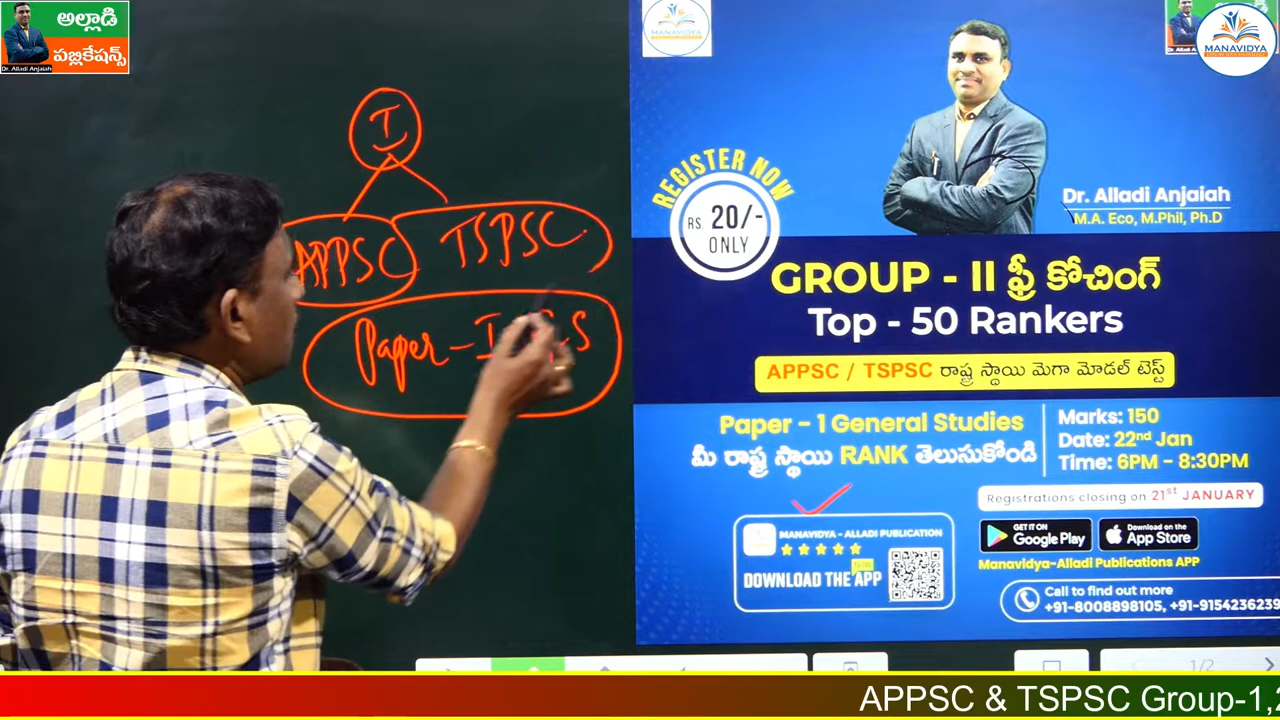 అల్లాడి
పబ్లికేషన్స్
Dr. Alladi Anjaiah
I
APPSC
TSPSC
Paper - I
MANAVIDYA
MANAVIDYA
REGISTER NOW
RS 20/-
ONLY
Dr. Alladi Anjaiah
M.A. Eco, M.Phil, Ph.D
GROUP - II ఫ్రీ కోచింగ్
Top - 50 Rankers
APPSC / TSPSC రాష్ట్ర స్థాయి మెగా మోడల్ టెస్ట్
Paper - 1 General Studies
మీ రాష్ట్ర స్థాయి RANK తెలుసుకోండి
Marks: 150
Date: 22nd Jan
Time: 6PM - 8:30PM
Registrations closing on 21st JANUARY
MANAVIDYA - ALLADI PUBLICATION
DOWNLOAD THE APP
NOW
GET IT ON
Google Play
Download on the
App Store
Manavidya-Alladi Publications APP
Call to find out more
+91-8008898105, +91-9154236239
1/2
APPSC & TSPSC Group-1,2